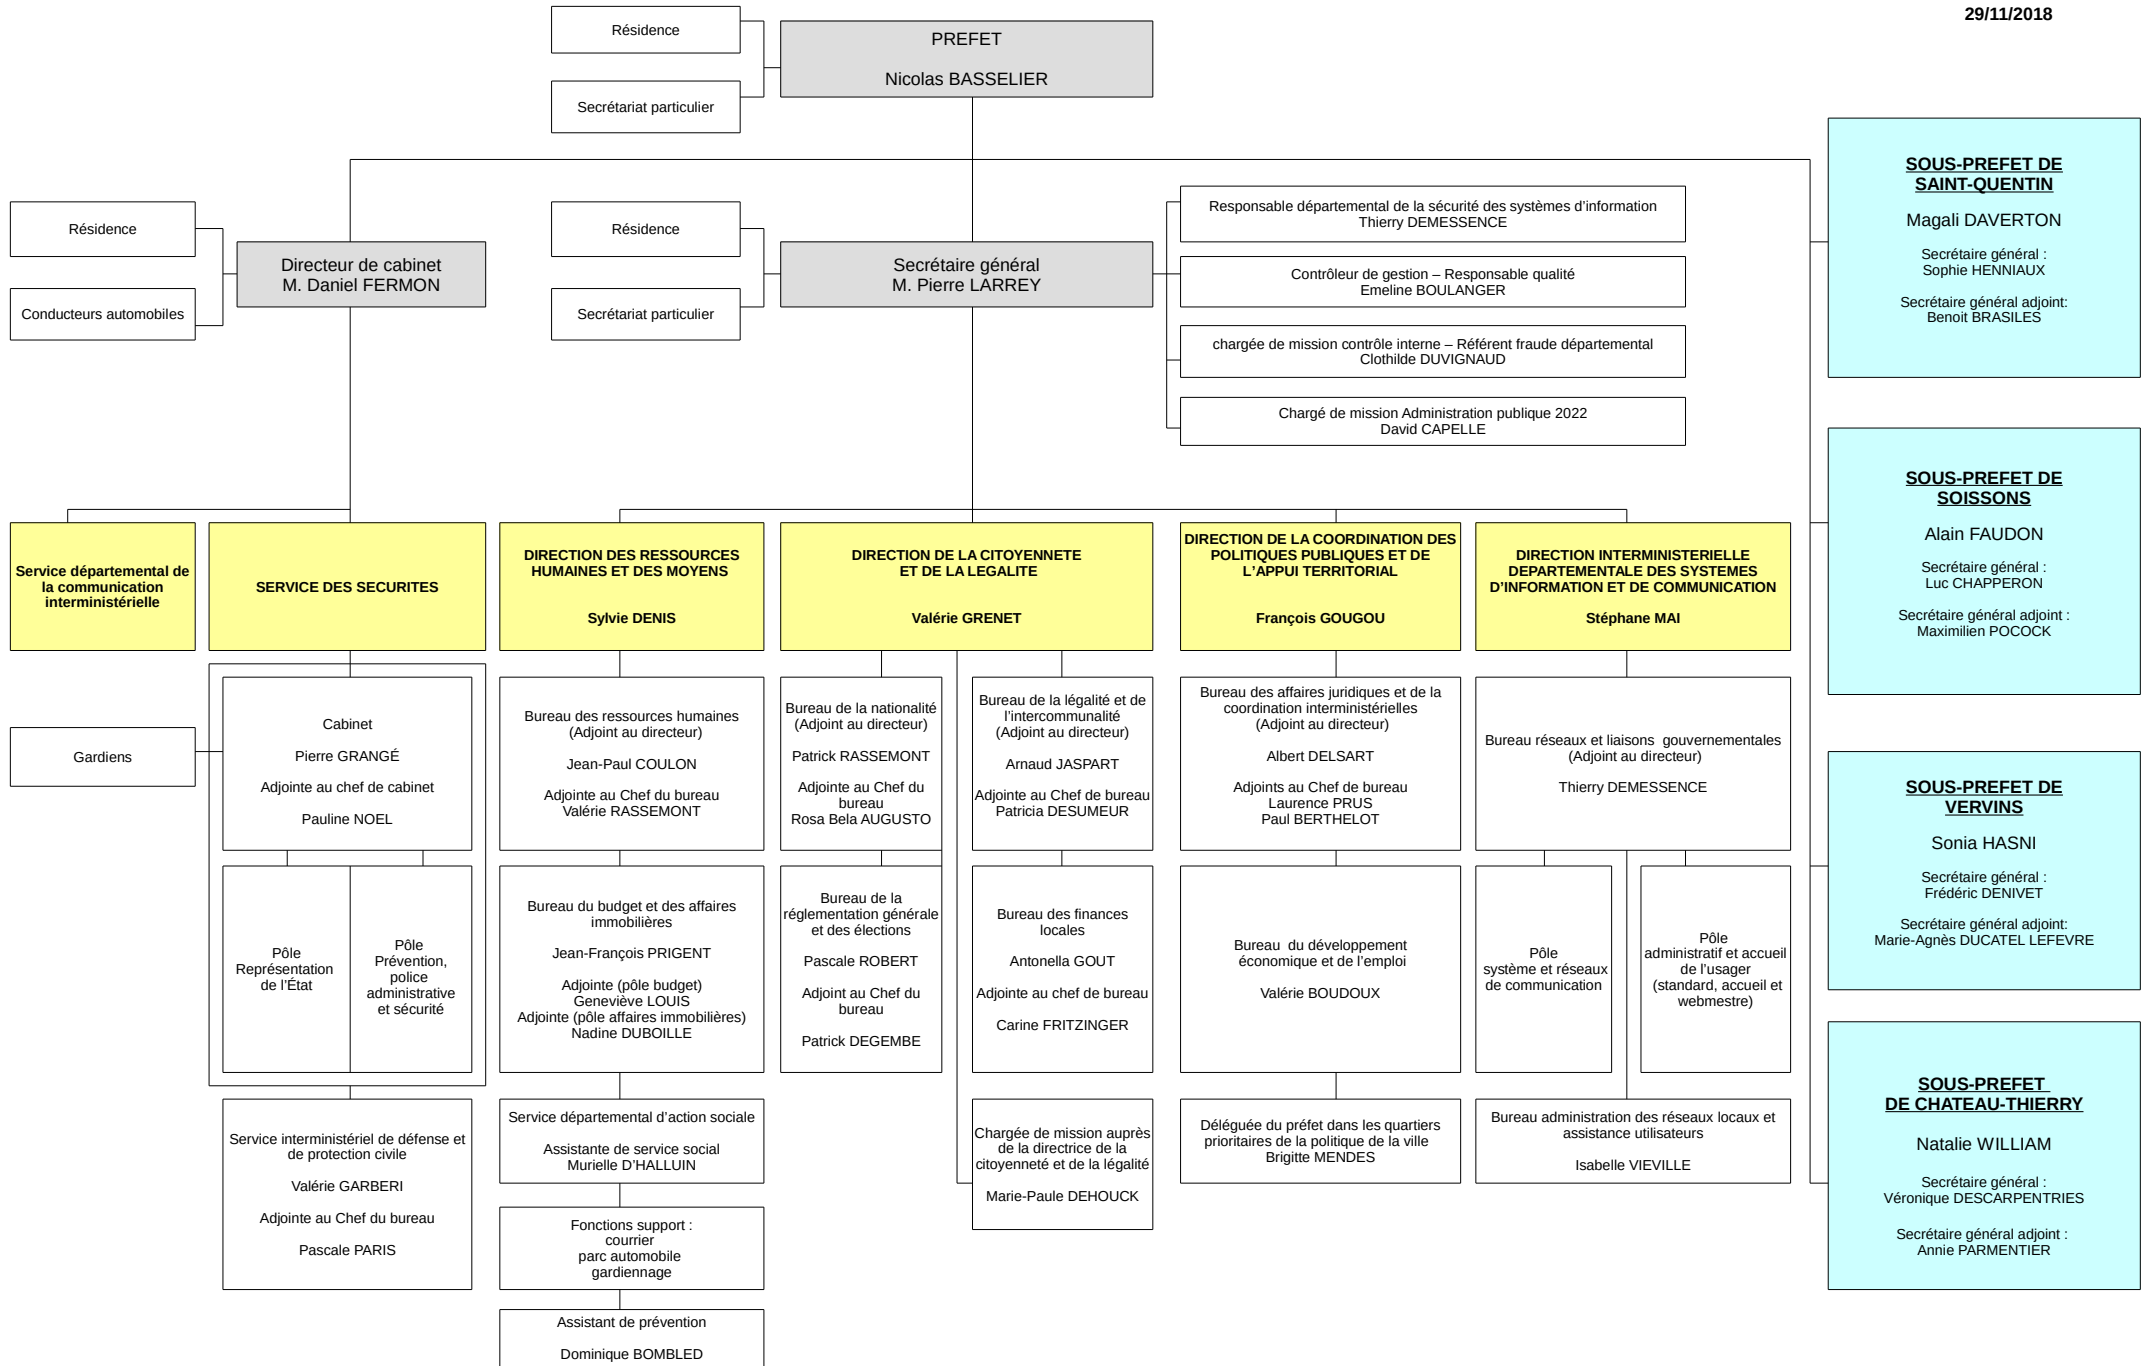 29/11/2018
Résidence
PREFET
Nicolas BASSELIER
Secrétariat particulier
Résidence
Conducteurs automobiles
Directeur de cabinet
M. Daniel FERMON
Résidence
Secrétariat particulier
Secrétaire général
M. Pierre LARREY
Responsable départemental de la sécurité des systèmes d'information
Thierry DEMESSENCE
Contrôleur de gestion – Responsable qualité
Emeline BOULANGER
chargée de mission contrôle interne – Référent fraude départemental
Clothilde DUVIGNAUD
Chargé de mission Administration publique 2022
David CAPELLE
SOUS-PREFET DE
SAINT-QUENTIN
Magali DAVERTON
Secrétaire général :
Sophie HENNIAUX
Secrétaire général adjoint:
Benoit BRASILES
SOUS-PREFET DE
SOISSONS
Alain FAUDON
Secrétaire général :
Luc CHAPPERON
Secrétaire général adjoint :
Maximilien POCOCK
SOUS-PREFET DE
VERVINS
Sonia HASNI
Secrétaire général :
Frédéric DENIVET
Secrétaire général adjoint:
Marie-Agnès DUCATEL LEFEVRE
SOUS-PREFET
DE CHATEAU-THIERRY
Natalie WILLIAM
Secrétaire général :
Véronique DESCARPENTRIES
Secrétaire général adjoint :
Annie PARMENTIER
Service départemental de
la communication
interministérielle
SERVICE DES SECURITES
Gardiens
Cabinet
Pierre GRANGÉ
Adjointe au chef de cabinet
Pauline NOEL
Pôle
Représentation
de l'État
Pôle
Prévention,
police
administrative
et sécurité
Service interministériel de défense et
de protection civile
Valérie GARBERI
Adjointe au Chef du bureau
Pascale PARIS
DIRECTION DES RESSOURCES
HUMAINES ET DES MOYENS
Sylvie DENIS
Bureau des ressources humaines
(Adjoint au directeur)
Jean-Paul COULON
Adjointe au Chef du bureau
Valérie RASSEMONT
Bureau du budget et des affaires
immobilières
Jean-François PRIGENT
Adjointe (pôle budget)
Geneviève LOUIS
Adjointe (pôle affaires immobilières)
Nadine DUBOILLE
Service départemental d'action sociale
Assistante de service social
Murielle D'HALLUIN
Fonctions support :
courrier
parc automobile
gardiennage
Assistant de prévention
Dominique BOMBLED
DIRECTION DE LA CITOYENNETE
ET DE LA LEGALITE
Valérie GRENET
Bureau de la nationalité
(Adjoint au directeur)
Patrick RASSEMONT
Adjointe au Chef du
bureau
Rosa Bela AUGUSTO
Bureau de la
réglementation générale
et des élections
Pascale ROBERT
Adjoint au Chef du
bureau
Patrick DEGEMBE
Bureau de la légalité et de
l'intercommunalité
(Adjoint au directeur)
Arnaud JASPART
Adjointe au Chef de bureau
Patricia DESUMEUR
Bureau des finances
locales
Antonella GOUT
Adjointe au chef de bureau
Carine FRITZINGER
Chargée de mission auprès
de la directrice de la
citoyenneté et de la légalité
Marie-Paule DEHOUCK
DIRECTION DE LA COORDINATION DES
POLITIQUES PUBLIQUES ET DE
L'APPUI TERRITORIAL
François GOUGOU
Bureau des affaires juridiques et de la
coordination interministérielles
(Adjoint au directeur)
Albert DELSART
Adjoints au Chef de bureau
Laurence PRUS
Paul BERTHELOT
Bureau du développement
économique et de l'emploi
Valérie BOUDOUX
Déléguée du préfet dans les quartiers
prioritaires de la politique de la ville
Brigitte MENDES
DIRECTION INTERMINISTERIELLE
DEPARTEMENTALE DES SYSTEMES
D'INFORMATION ET DE COMMUNICATION
Stéphane MAI
Bureau réseaux et liaisons gouvernementales
(Adjoint au directeur)
Thierry DEMESSENCE
Pôle
système et réseaux
de communication
Pôle
administratif et accueil
de l'usager
(standard, accueil et
webmestre)
Bureau administration des réseaux locaux et
assistance utilisateurs
Isabelle VIEVILLE